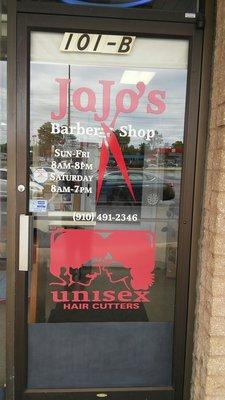 101-B
JoJo's
Barber Shop
Sun-Fri
8am-8pm
Saturday
8am-7pm
(910) 491-2346
unisex
HAIR CUTTERS